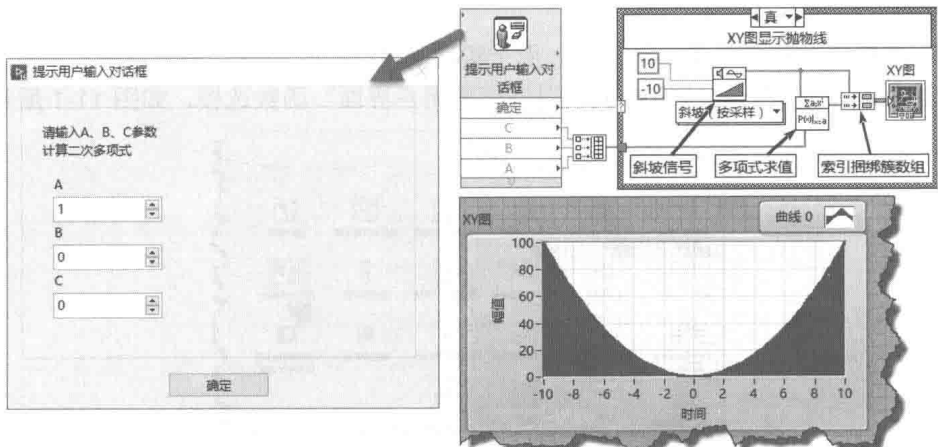 提示用户输入对话框
请输入A、B、C参数
计算二次多项式
A
1
B
0
C
0
确定
提示用户输入对
话框
确定
C
B
A
真
XY图显示抛物线
10
-10
斜坡（按采样）
XY图
斜坡信号
多项式求值
索引捆绑簇数组
XY图
曲线 0
幅值
100
80
60
40
20
0
-10 -8 -6 -4 -2 0 2 4 6 8 10
时间